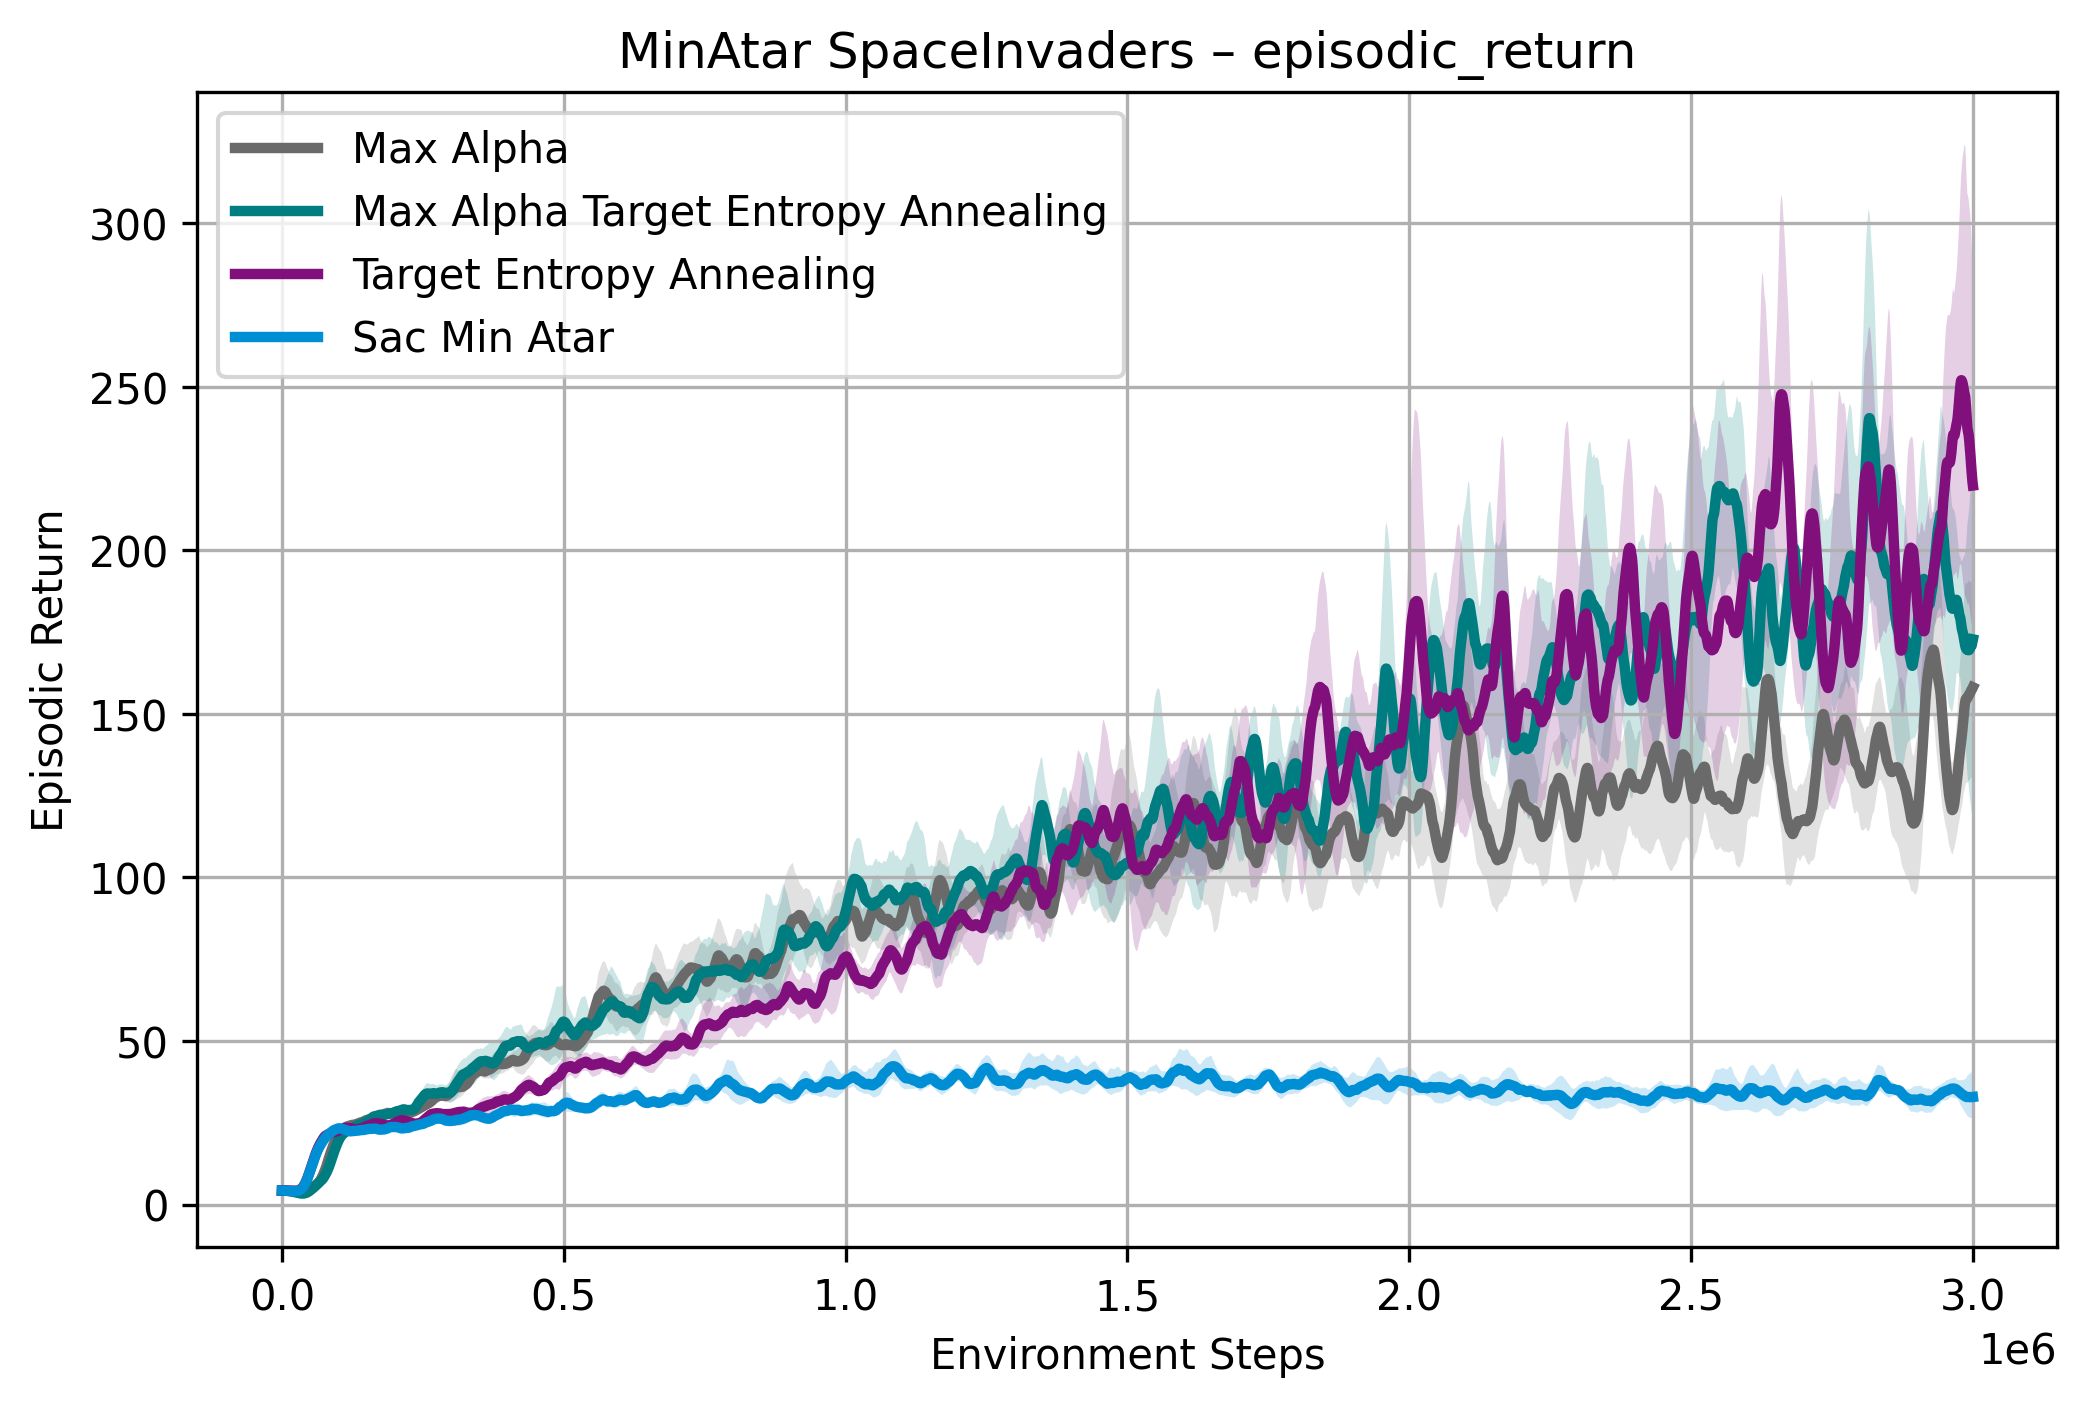 MinAtar SpaceInvaders – episodic_return
Max Alpha
Max Alpha Target Entropy Annealing
Target Entropy Annealing
Sac Min Atar
Episodic Return
300
250
200
150
100
50
0
0.0 0.5 1.0 1.5 2.0 2.5 3.0
1e6
Environment Steps